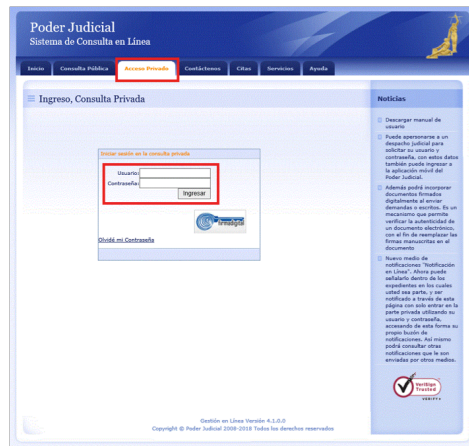 Poder Judicial
Sistema de Consulta en Línea
Inicio
Consulta Pública
Acceso Privado
Contáctenos
Citas
Servicios
Ayuda
Ingreso, Consulta Privada
Iniciar sesión en la consulta privada
Usuario:
Contraseña:
Ingresar
firmadigital
Olvidé mi Contraseña
Noticias
Descargar manual de
usuario
Puede apersonarse a un
despacho judicial para
solicitar su usuario y
contraseña, con estos datos
también puede ingresar a
la aplicación móvil del
Poder Judicial.
Además podrá incorporar
documentos firmados
digitalmente al enviar
demandas o escritos. Es un
mecanismo que permite
verificar la autenticidad de
un documento electrónico,
con el fin de reemplazar las
firmas manuscritas en el
documento
Nuevo medio de
notificaciones "Notificación
en Línea". Ahora puede
señalarlo dentro de los
expedientes en los cuales
usted sea parte, y ser
notificado a través de esta
página con solo entrar en la
parte privada utilizando su
usuario y contraseña,
accesando de esta forma su
propio buzón de
notificaciones. Así mismo
podrá consultar otras
notificaciones que le son
enviadas por otros medios.
VeriSign
Trusted
VERIFY
Gestión en Línea Versión 4.1.0.0
Copyright © Poder Judicial 2008-2018 Todos los derechos reservados